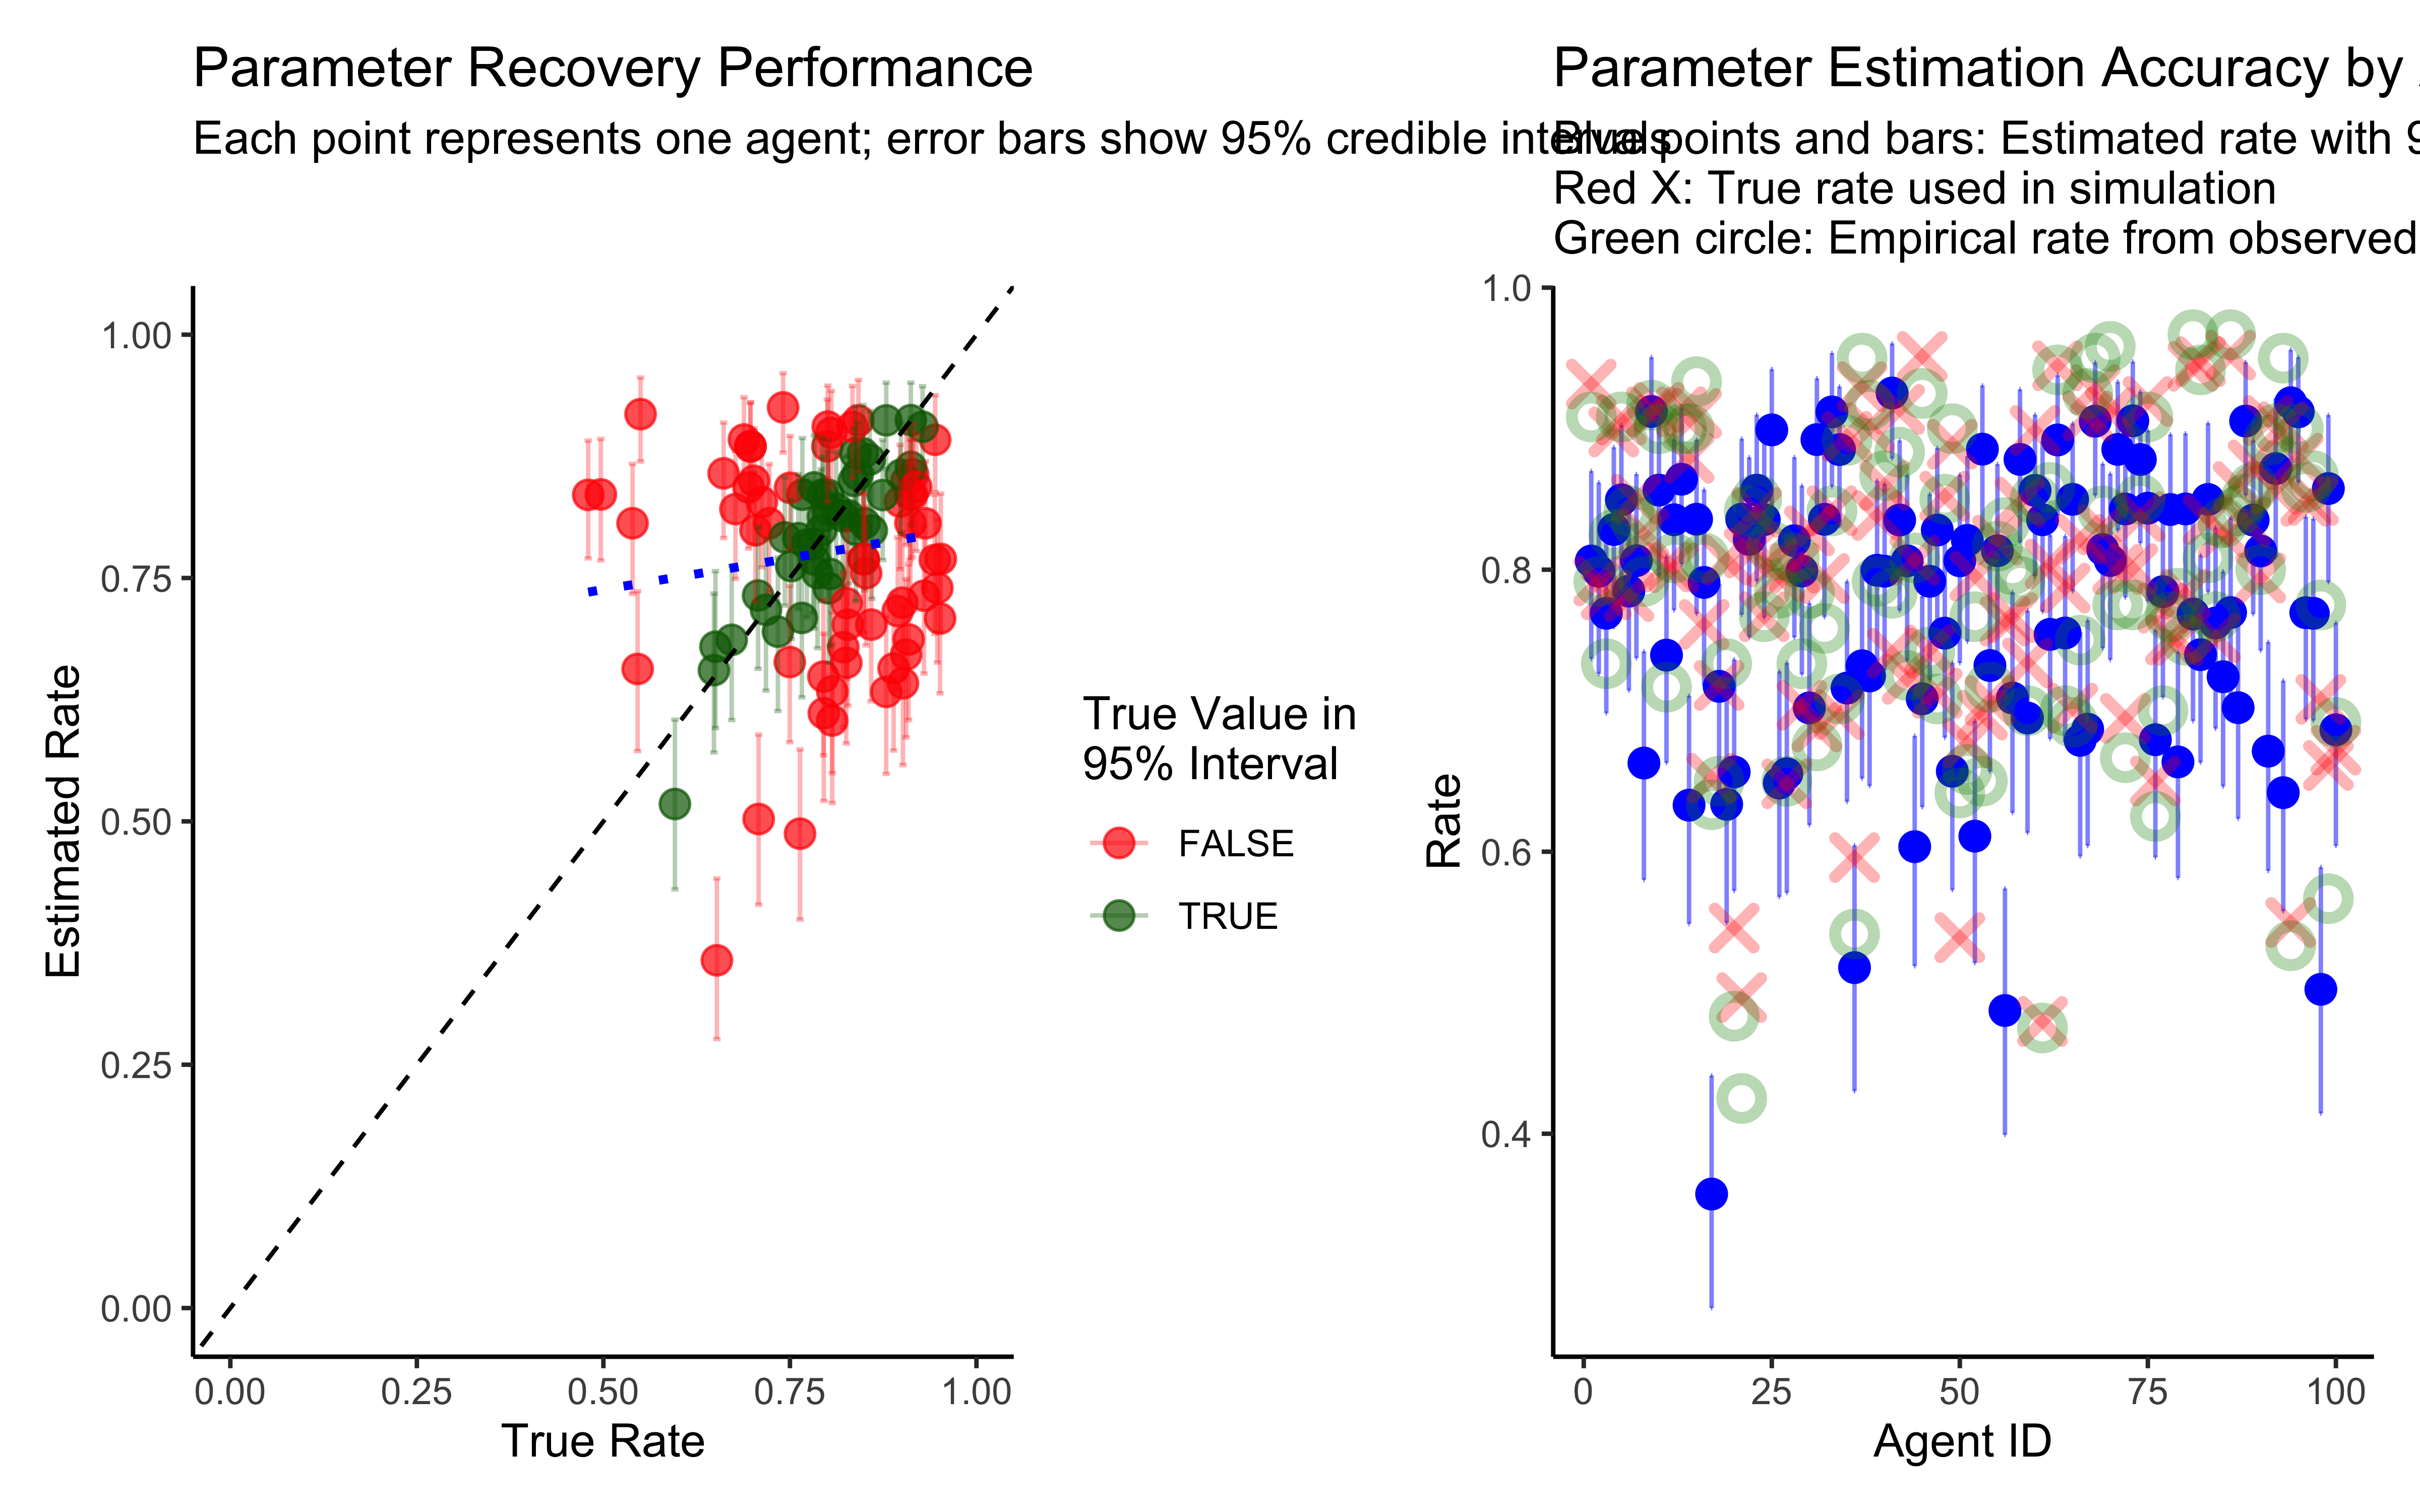 Parameter Recovery Performance
Each point represents one agent; error bars show 95% credible intervals
1.00
0.75
0.50
0.25
0.00
Estimated Rate
0.00 0.25 0.50 0.75 1.00
True Rate
True Value in
95% Interval
FALSE
TRUE
Parameter Estimation Accuracy by
Blue points and bars: Estimated rate with
Red X: True rate used in simulation
Green circle: Empirical rate from observed
1.0
0.8
0.6
0.4
Rate
0 25 50 75 100
Agent ID